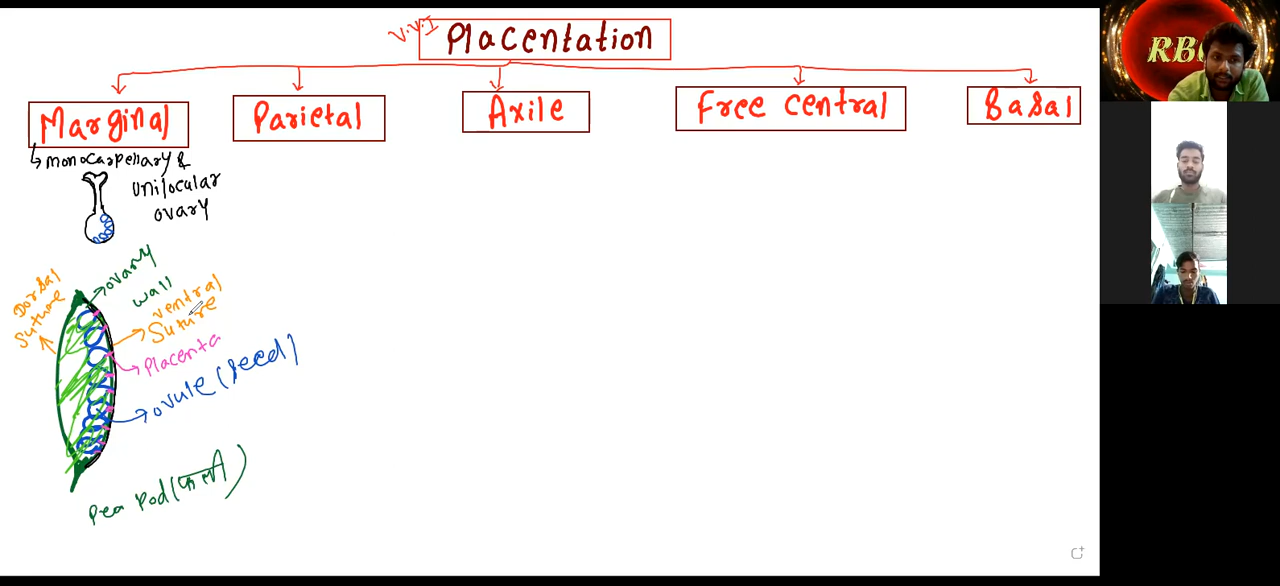 V.V.I
Placentation
Marginal
Parietal
Axile
Free central
Basal
↳ monocarpellary &
unilocular
ovary
Dorsal
Suture
ovary
wall
ventral
Suture
Placenta
ovule (seed)
Pea Pod (फली)